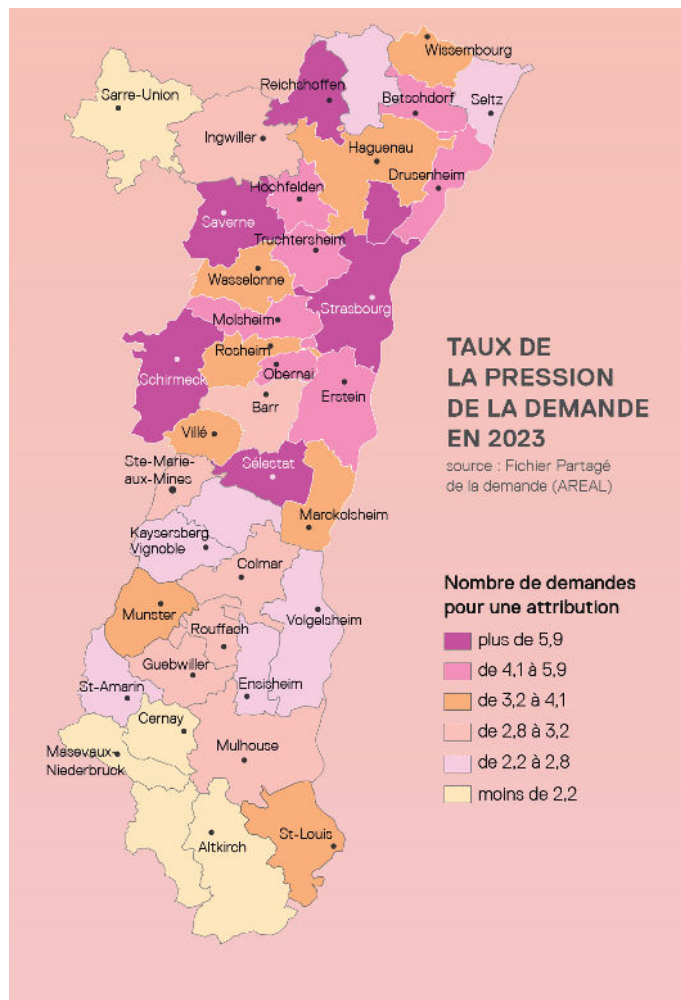 Wissembourg
Reichshoffen
Sarre-Union
Betschdorf
Seltz
Ingwiller
Haguenau
Drusenheim
Hochfelden
Saverne
Truchtersheim
Wasselonne
Strasbourg
Molsheim
Rosheim
Obernai
Schirmeck
Erstein
Barr
Villé
Ste-Marie-
aux-Mines
Sélestat
Marckolsheim
Kaysersberg
Vignoble
Colmar
Munster
Volgelsheim
Rouffach
Guebwiller
St-Amarin
Ensisheim
Cernay
Masevaux-
Niederbruck
Mulhouse
Altkirch
St-Louis
TAUX DE
LA PRESSION
DE LA DEMANDE
EN 2023
source : Fichier Partagé
de la demande (AREAL)
Nombre de demandes
pour une attribution
plus de 5,9
de 4,1 à 5,9
de 3,2 à 4,1
de 2,8 à 3,2
de 2,2 à 2,8
moins de 2,2